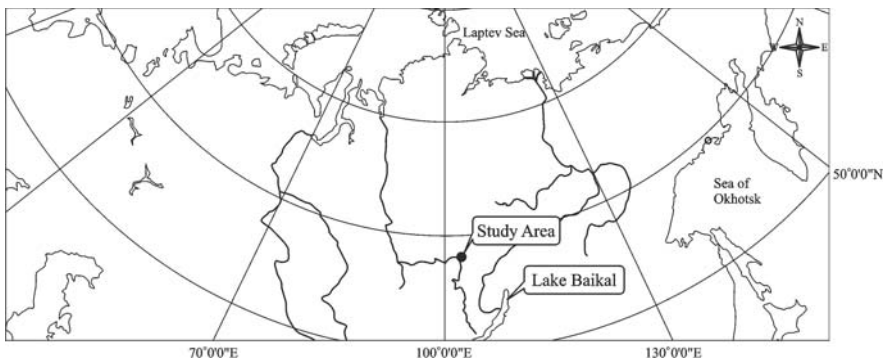 Laptev Sea
N
W E
S
50°0'0"N
Sea of
Okhotsk
Study Area
Lake Baikal
70°0'0"E
100°0'0"E
130°0'0"E